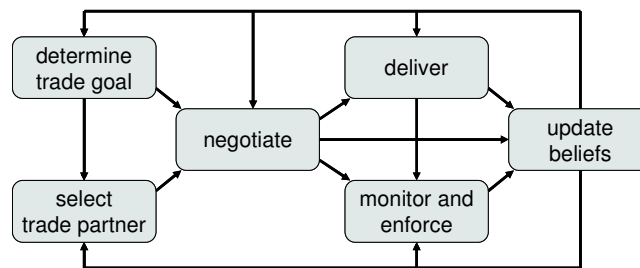 determine
trade goal
deliver
negotiate
update
beliefs
select
trade partner
monitor and
enforce